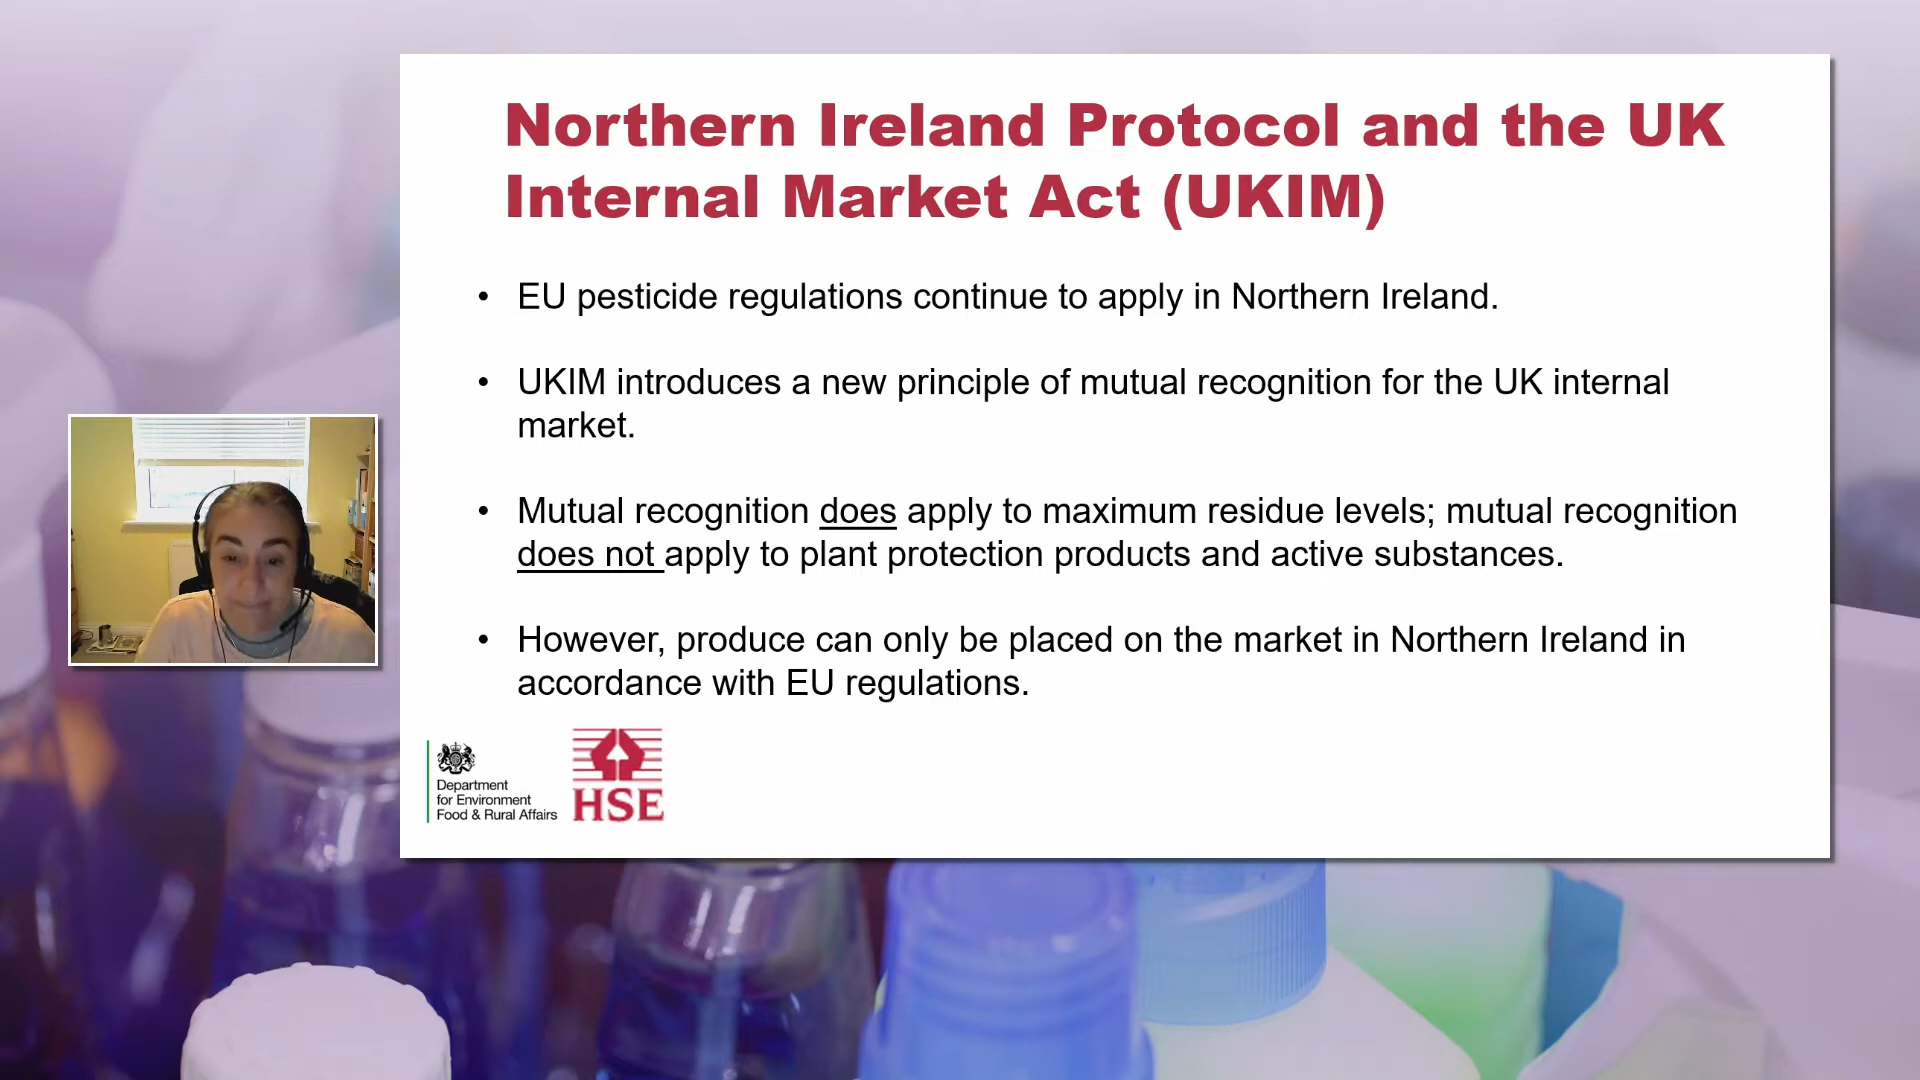 Northern Ireland Protocol and the UK
Internal Market Act (UKIM)
• EU pesticide regulations continue to apply in Northern Ireland.
• UKIM introduces a new principle of mutual recognition for the UK internal
market.
• Mutual recognition does apply to maximum residue levels; mutual recognition
does not apply to plant protection products and active substances.
• However, produce can only be placed on the market in Northern Ireland in
accordance with EU regulations.
Department
for Environment
Food & Rural Affairs
HSE